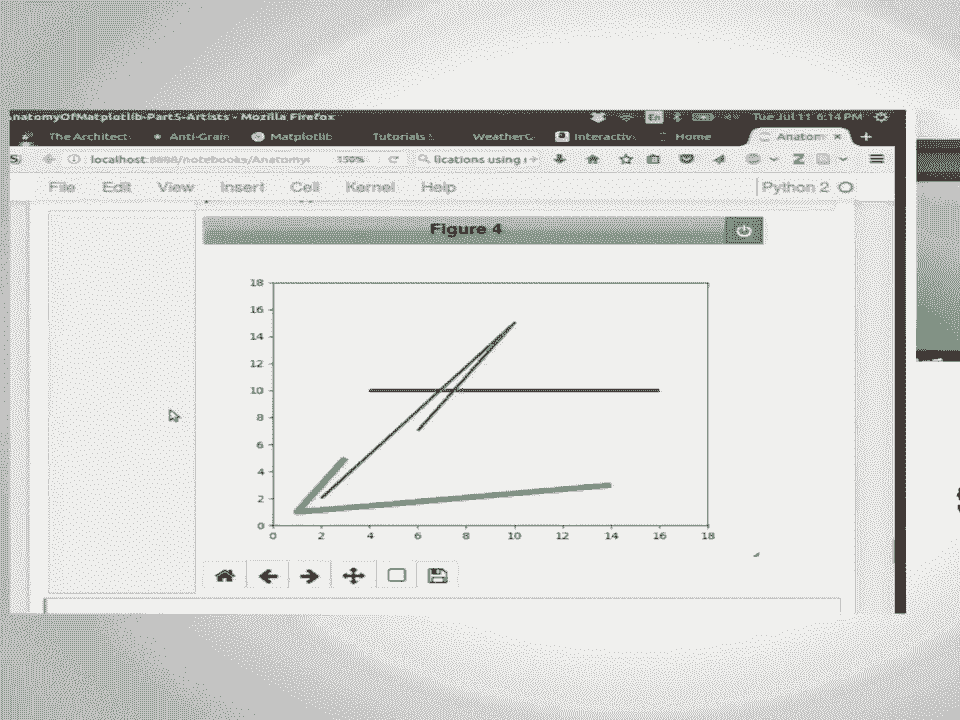 natomyOfMatplotlib-Part5-Artists - Mozilla Firefox En Tue Jul 11 6:14 PM
The Architect Anti-Grain Matplotlib Tutorials : WeatherG Interactiv Home Anatom × +
localhost:8888/notebooks/Anatomy 150% lications using
File Edit View Insert Cell Kernel Help Python 2
Figure 4
18
16
14
12
10
8
6
4
2
0
0 2 4 6 8 10 12 14 16 18